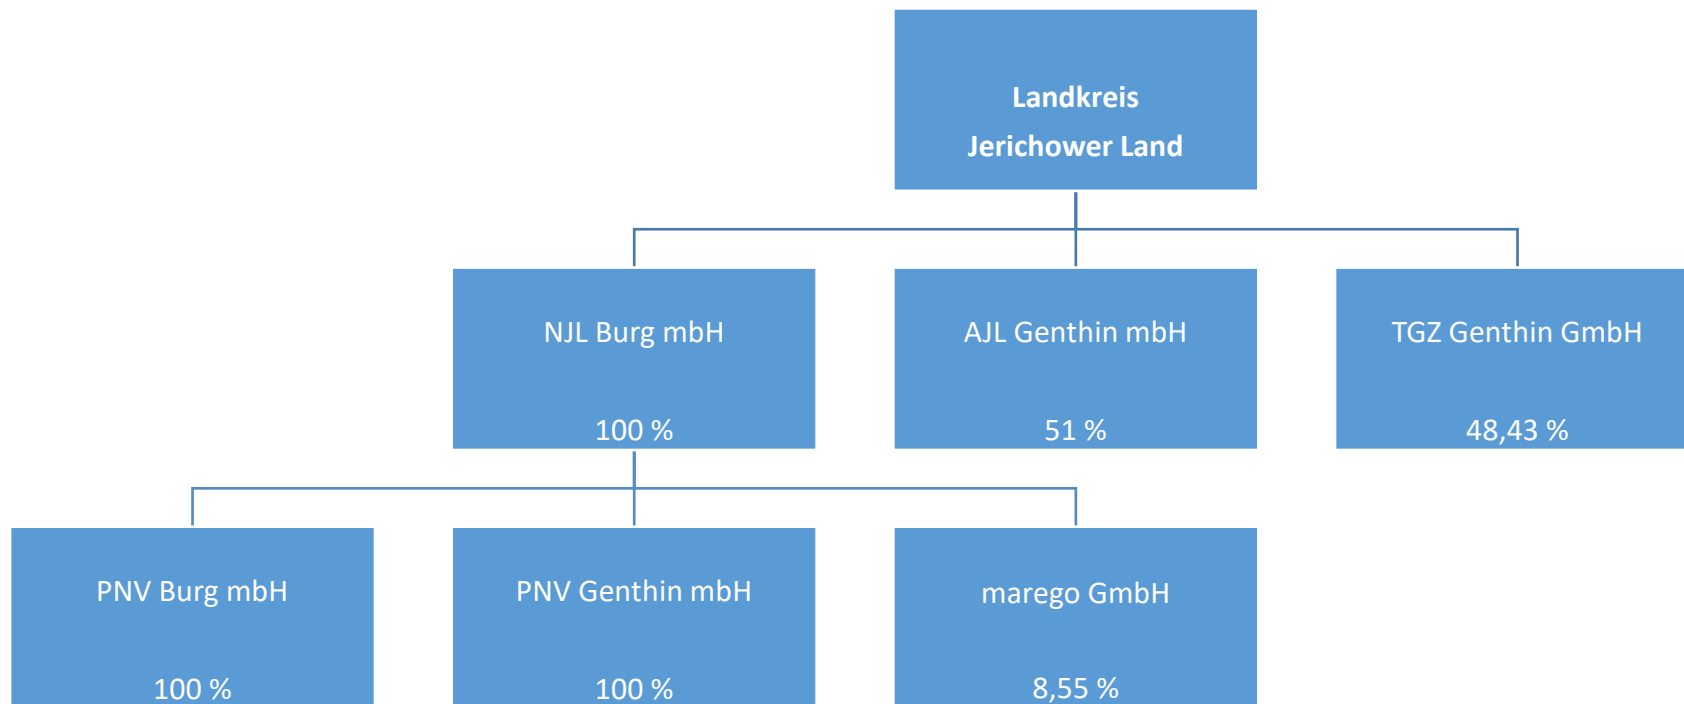 Landkreis
Jerichower Land
NJL Burg mbH
100 %
AJL Genthin mbH
51 %
TGZ Genthin GmbH
48,43 %
PNV Burg mbH
100 %
PNV Genthin mbH
100 %
marego GmbH
8,55 %